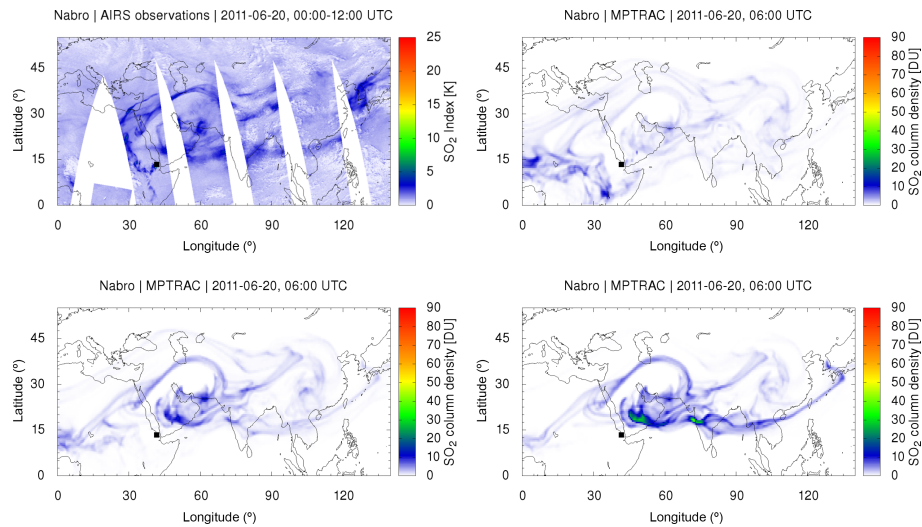 Nabro | AIRS observations | 2011-06-20, 00:00-12:00 UTC
Latitude (º)
45
30
15
0
0 30 60 90 120
Longitude (º)
25
20
15
10
5
0
SO2 Index [K]
Nabro | MPTRAC | 2011-06-20, 06:00 UTC
Latitude (º)
45
30
15
0
0 30 60 90 120
Longitude (º)
90
80
70
60
50
40
30
20
10
0
SO2 column density [DU]
Nabro | MPTRAC | 2011-06-20, 06:00 UTC
Latitude (º)
45
30
15
0
0 30 60 90 120
Longitude (º)
90
80
70
60
50
40
30
20
10
0
SO2 column density [DU]
Nabro | MPTRAC | 2011-06-20, 06:00 UTC
Latitude (º)
45
30
15
0
0 30 60 90 120
Longitude (º)
90
80
70
60
50
40
30
20
10
0
SO2 column density [DU]